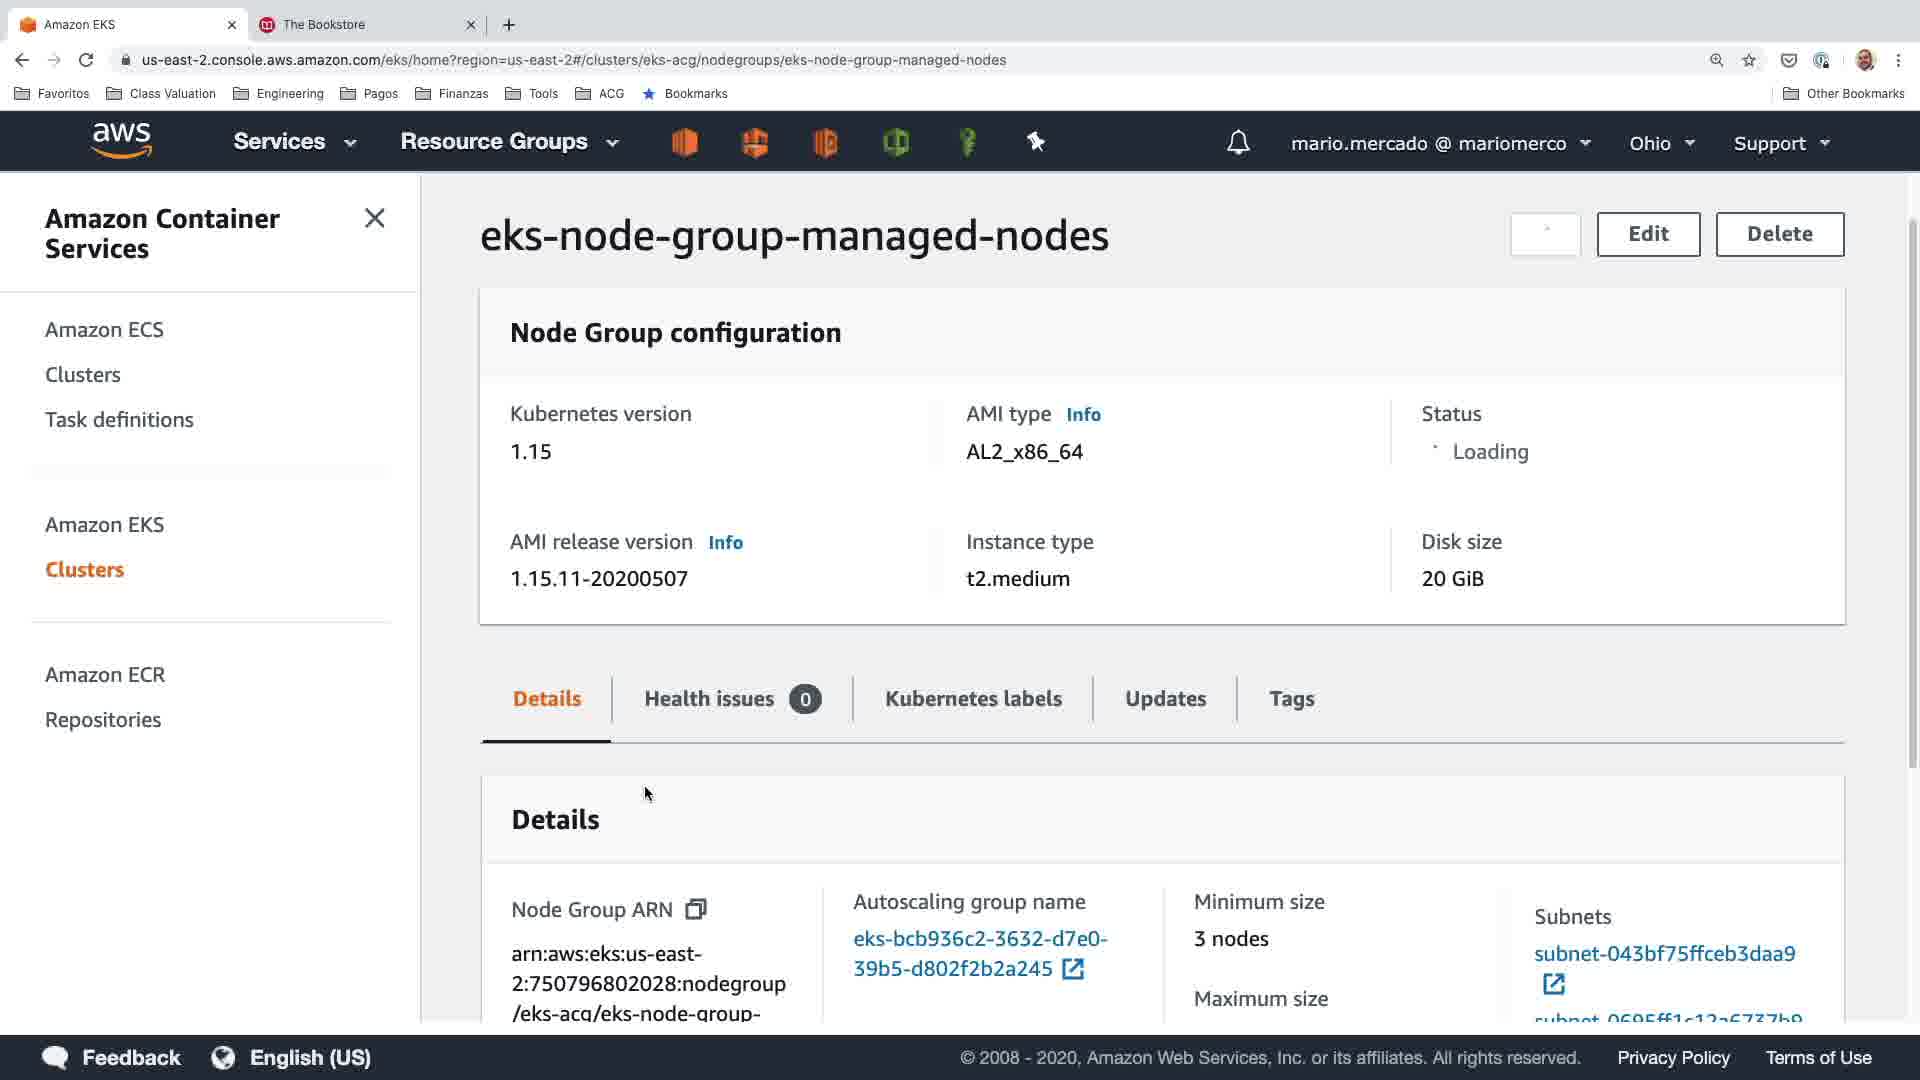 Amazon EKS
The Bookstore
us-east-2.console.aws.amazon.com/eks/home?region=us-east-2#/clusters/eks-acg/nodegroups/eks-node-group-managed-nodes
Favoritos
Class Valuation
Engineering
Pagos
Finanzas
Tools
ACG
Bookmarks
Other Bookmarks
aws
Services
Resource Groups
mario.mercado @ mariomerco
Ohio
Support
Amazon Container
Services
Amazon ECS
Clusters
Task definitions
Amazon EKS
Clusters
Amazon ECR
Repositories
eks-node-group-managed-nodes
Edit
Delete
Node Group configuration
Kubernetes version
1.15
AMI type Info
AL2_x86_64
Status
Loading
AMI release version Info
1.15.11-20200507
Instance type
t2.medium
Disk size
20 GiB
Details
Health issues 0
Kubernetes labels
Updates
Tags
Details
Node Group ARN
arn:aws:eks:us-east-
2:750796802028:nodegroup
/eks-acg/eks-node-group-
Autoscaling group name
eks-bcb936c2-3632-d7e0-
39b5-d802f2b2a245
Minimum size
3 nodes
Maximum size
Subnets
subnet-043bf75ffceb3daa9
subnet-0695ff1c12a6737b9
Feedback
English (US)
© 2008 - 2020, Amazon Web Services, Inc. or its affiliates. All rights reserved.
Privacy Policy
Terms of Use